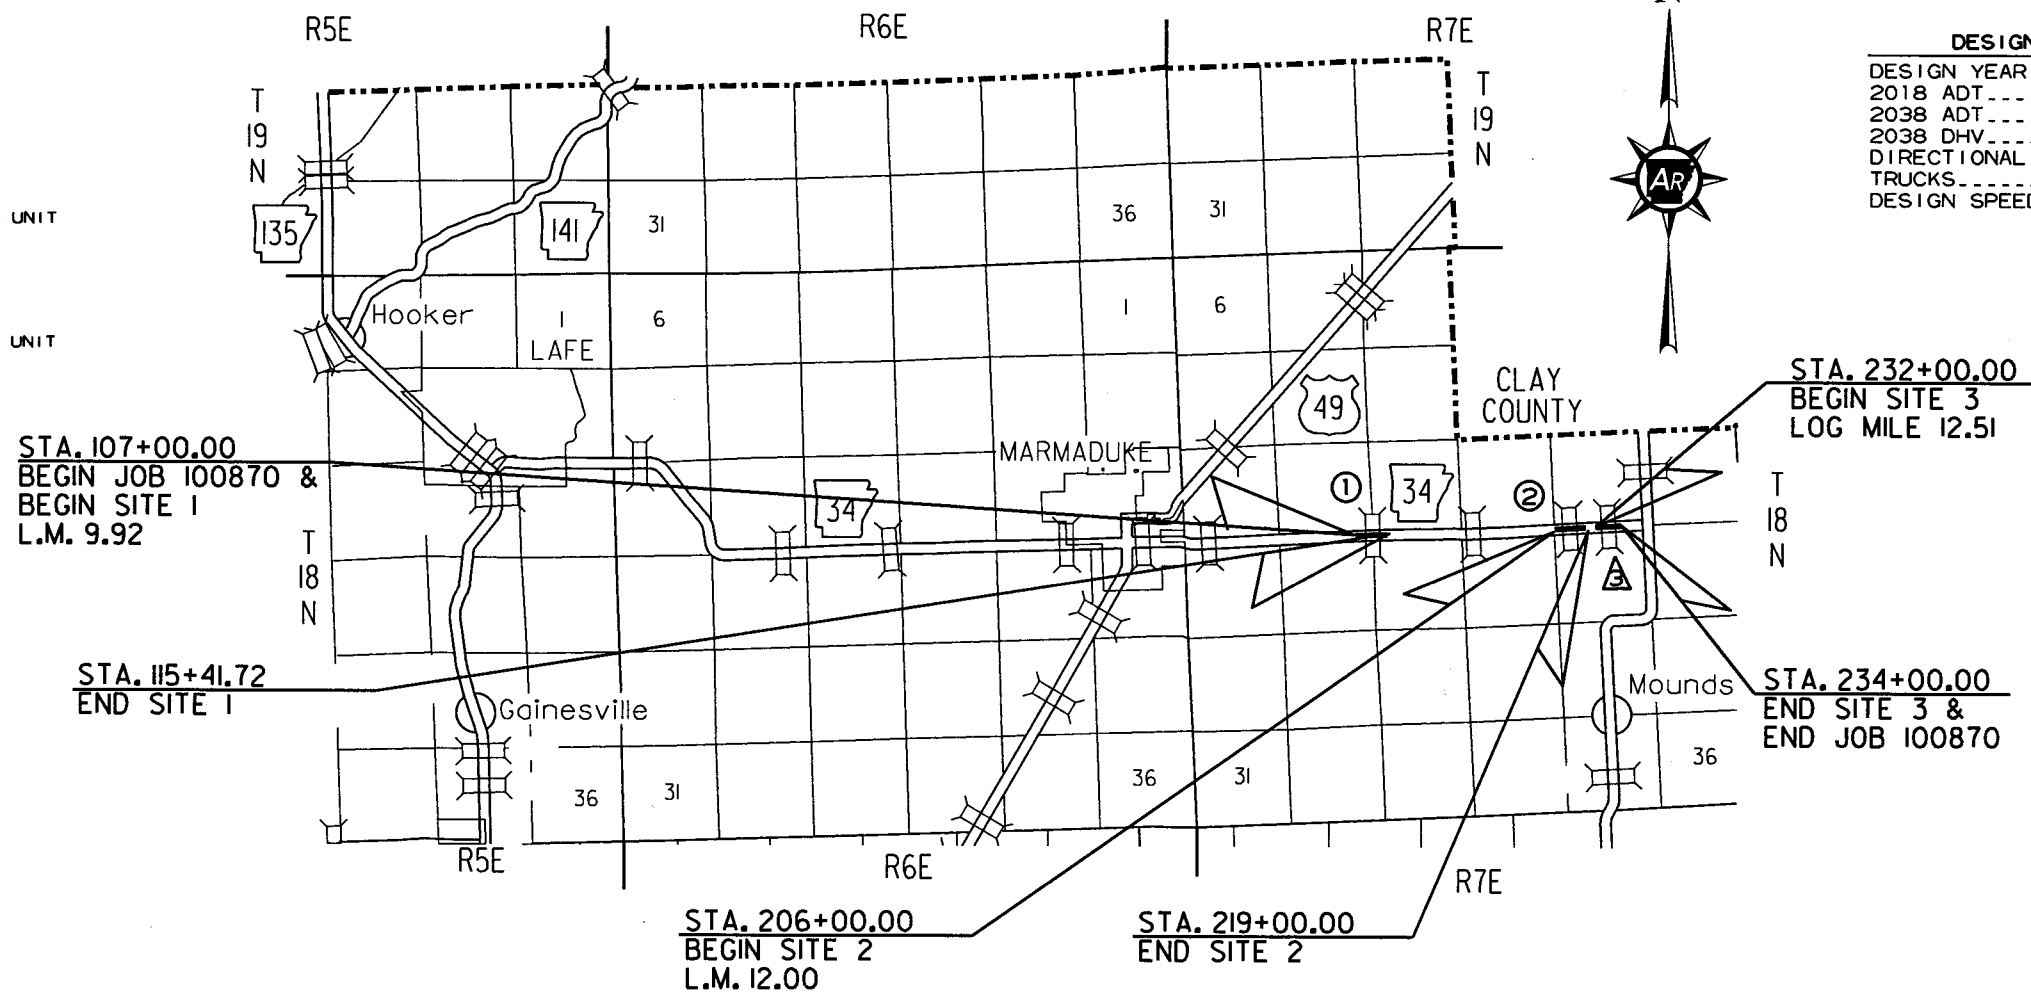 R5E
R6E
R7E
DESIGN
DESIGN YEAR
2018 ADT---
2038 ADT---
2038 DHV---
DIRECTIONAL
TRUCKS------
DESIGN SPEED
T
19
N
T
19
N
AR
UNIT
135
141
31
36
31
Hooker
1
6
1
6
UNIT
LAFE
49
CLAY
COUNTY
STA. 232+00.00
BEGIN SITE 3
LOG MILE 12.51
STA. 107+00.00
BEGIN JOB 100870 &
BEGIN SITE 1
L.M. 9.92
MARMADUKE
34
1
34
2
T
18
N
T
18
N
3
STA. 115+41.72
END SITE 1
Gainesville
Mounds
STA. 234+00.00
END SITE 3 &
END JOB 100870
36
31
36
31
36
R5E
R6E
R7E
STA. 206+00.00
BEGIN SITE 2
L.M. 12.00
STA. 219+00.00
END SITE 2